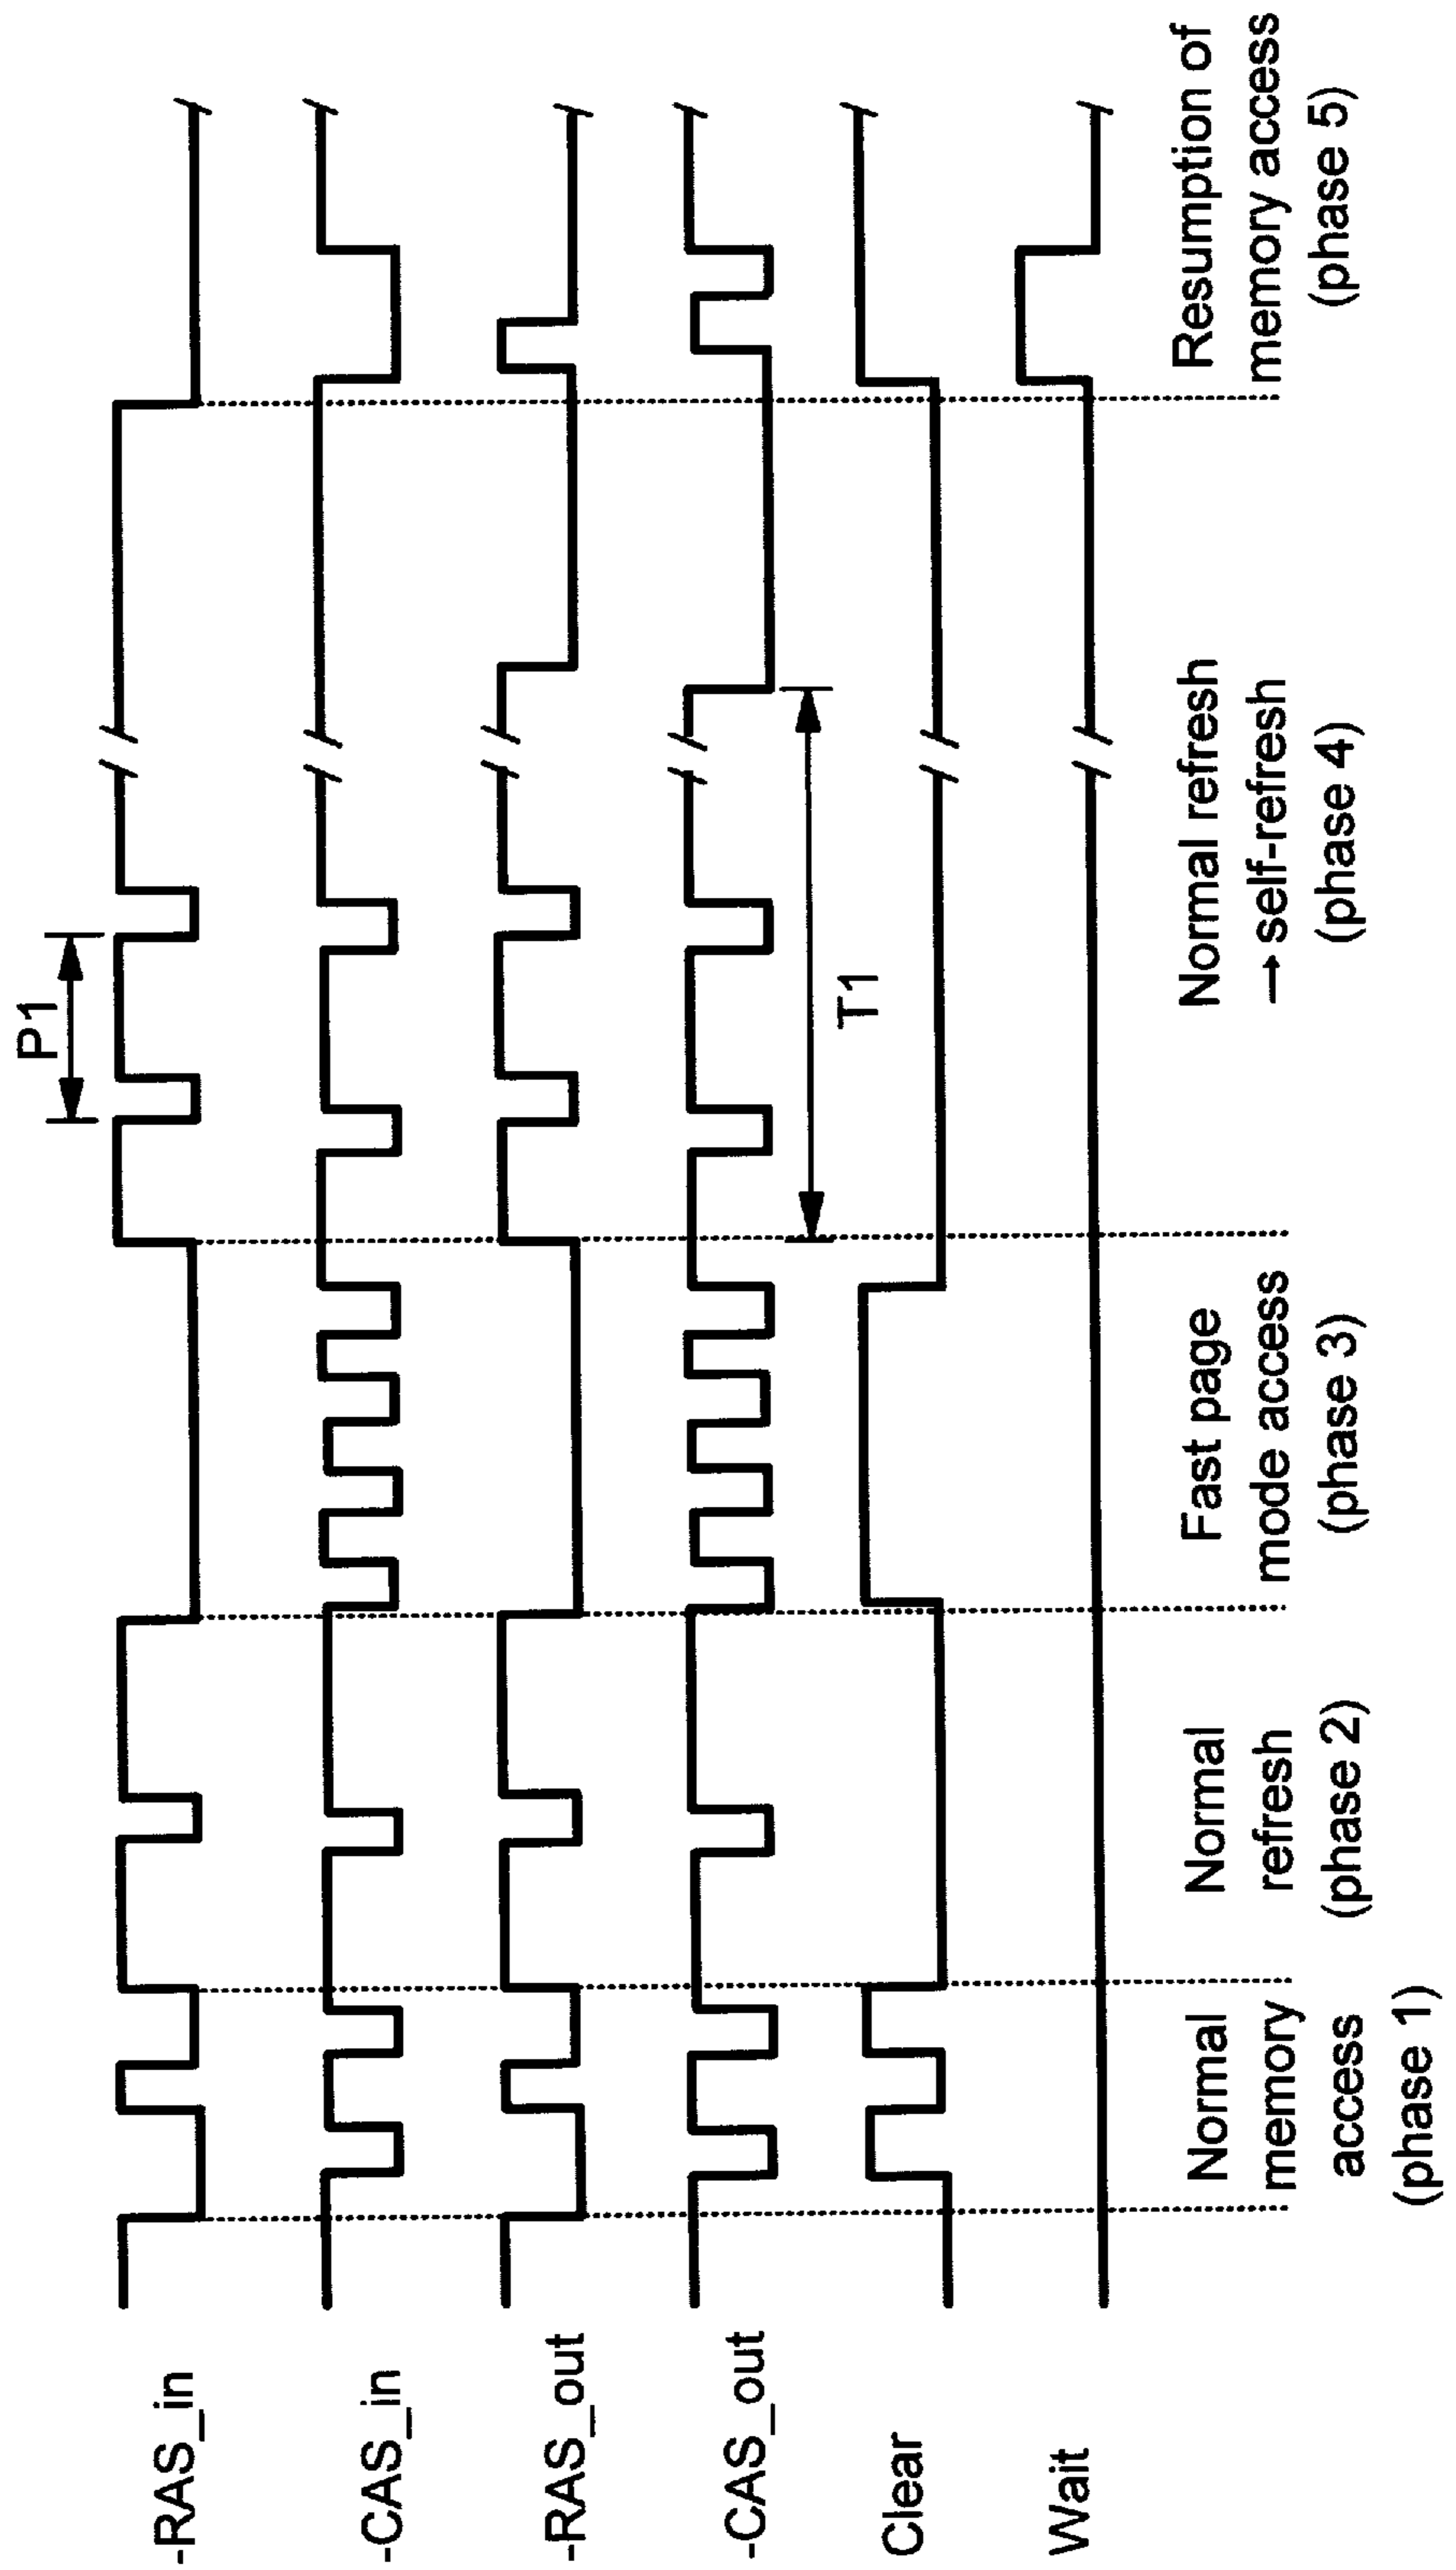 P1
-RAS_in
-CAS_in
-RAS_out
-CAS_out
T1
Clear
Wait
Normal
memory
access
(phase 1)
Normal
refresh
(phase 2)
Fast page
mode access
(phase 3)
Normal refresh
→ self-refresh
(phase 4)
Resumption of
memory access
(phase 5)